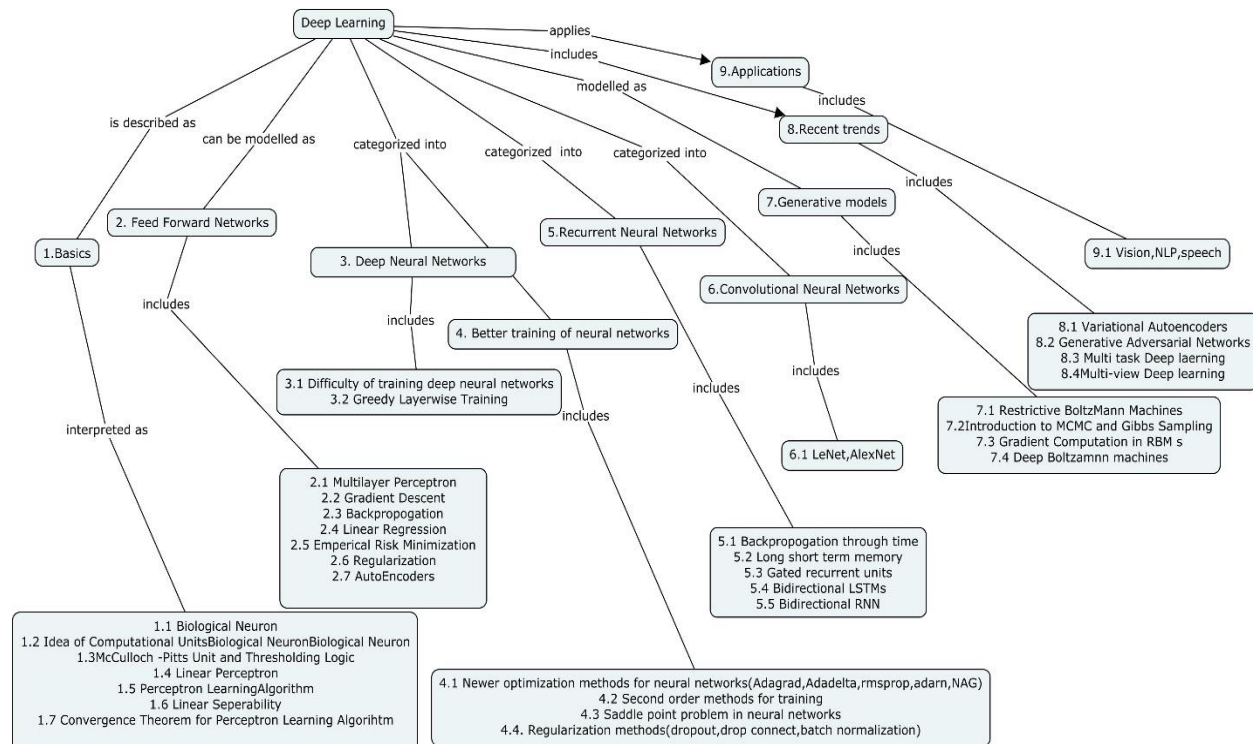 Deep Learning
applies
includes
9.Applications
modelled as
includes
is described as
8.Recent trends
can be modelled as
categorized into
categorized into
categorized into
includes
7.Generative models
2. Feed Forward Networks
5.Recurrent Neural Networks
1.Basics
includes
9.1 Vision,NLP,speech
3. Deep Neural Networks
6.Convolutional Neural Networks
includes
includes
4. Better training of neural networks
8.1 Variational Autoencoders
8.2 Generative Adversarial Networks
8.3 Multi task Deep laerning
8.4Multi-view Deep learning
includes
3.1 Difficulty of training deep neural networks
3.2 Greedy Layerwise Training
includes
includes
7.1 Restrictive BoltzMann Machines
7.2Introduction to MCMC and Gibbs Sampling
7.3 Gradient Computation in RBM s
7.4 Deep Boltzamnn machines
interpreted as
6.1 LeNet,AlexNet
2.1 Multilayer Perceptron
2.2 Gradient Descent
2.3 Backpropogation
2.4 Linear Regression
2.5 Emperical Risk Minimization
2.6 Regularization
2.7 AutoEncoders
5.1 Backpropogation through time
5.2 Long short term memory
5.3 Gated recurrent units
5.4 Bidirectional LSTMs
5.5 Bidirectional RNN
1.1 Biological Neuron
1.2 Idea of Computational UnitsBiological NeuronBiological Neuron
1.3McCulloch -Pitts Unit and Thresholding Logic
1.4 Linear Perceptron
1.5 Perceptron LearningAlgorithm
1.6 Linear Seperability
1.7 Convergence Theorem for Perceptron Learning Algorihtm
4.1 Newer optimization methods for neural networks(Adagrad,Adadelta,rmsprop,adarn,NAG)
4.2 Second order methods for training
4.3 Saddle point problem in neural networks
4.4. Regularization methods(dropout,drop connect,batch normalization)